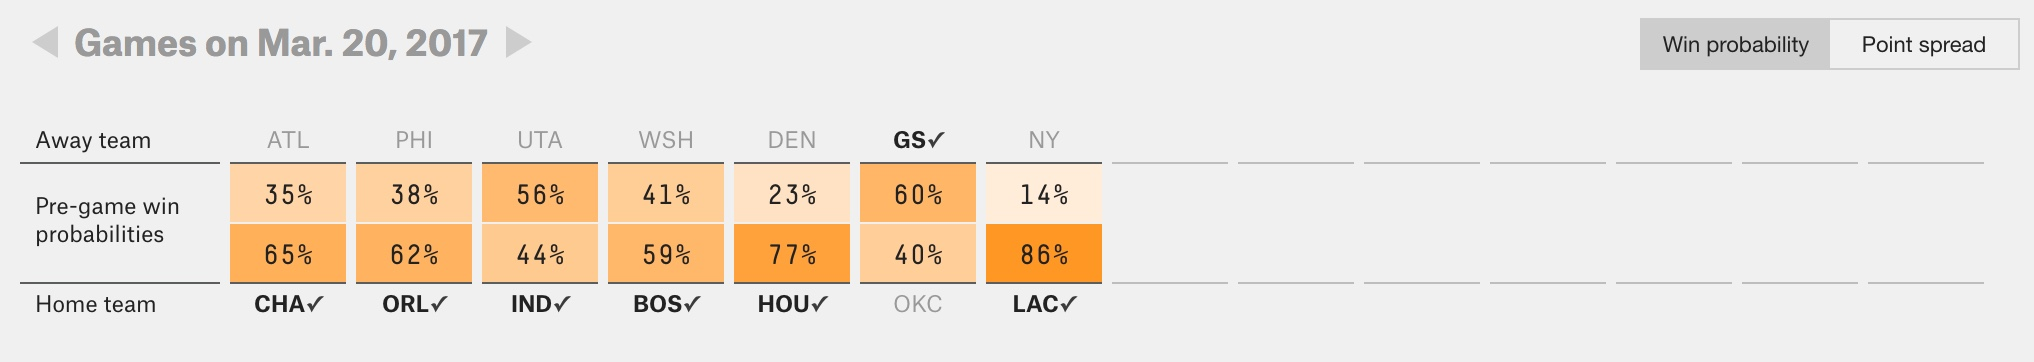 Games on Mar. 20, 2017
Win probability Point spread
Away team ATL PHI UTA WSH DEN GS✓ NY
Pre-game win probabilities
35% 38% 56% 41% 23% 60% 14%
65% 62% 44% 59% 77% 40% 86%
Home team CHA✓ ORL✓ IND✓ BOS✓ HOU✓ OKC LAC✓